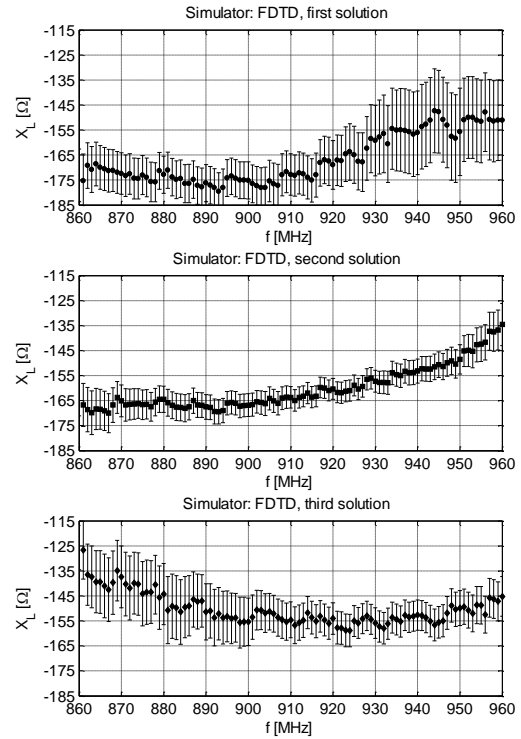 Simulator: FDTD, first solution
-115
-125
-135
-145
-155
-165
-175
-185
X_L [Ω]
860 870 880 890 900 910 920 930 940 950 960
f [MHz]
Simulator: FDTD, second solution
-115
-125
-135
-145
-155
-165
-175
-185
X_L [Ω]
860 870 880 890 900 910 920 930 940 950 960
f [MHz]
Simulator: FDTD, third solution
-115
-125
-135
-145
-155
-165
-175
-185
X_L [Ω]
860 870 880 890 900 910 920 930 940 950 960
f [MHz]